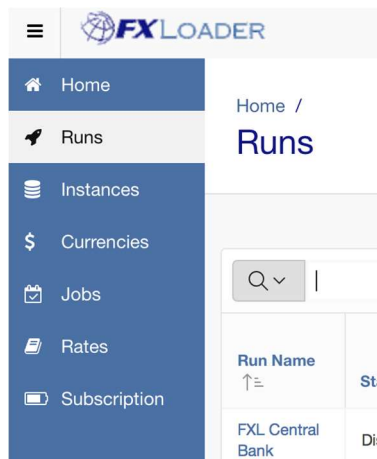 FXLOADER
Home
Runs
Instances
$ Currencies
Jobs
Rates
Subscription
Home /
Runs
Run Name
FXL Central
Bank